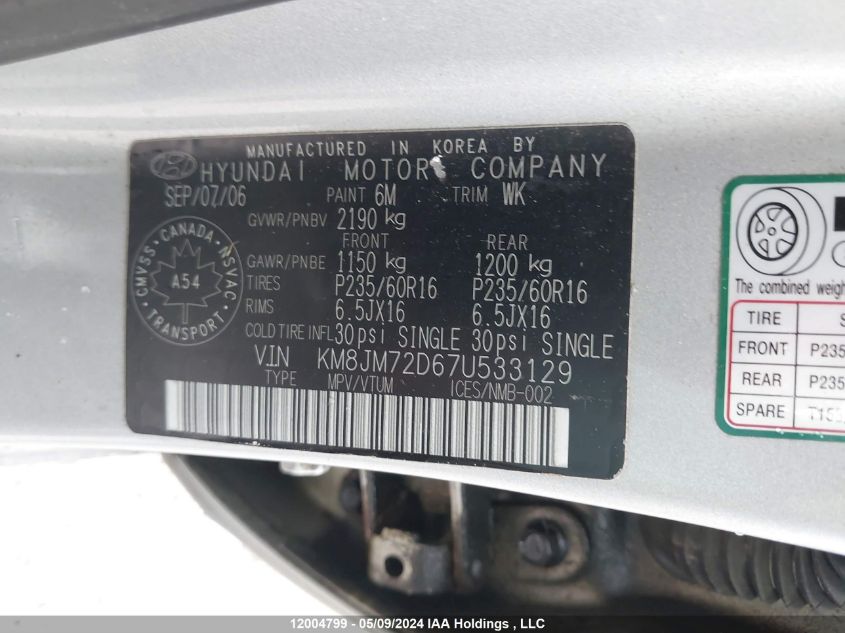 MANUFACTURED IN KOREA BY
HYUNDAI MOTOR COMPANY
SEP/07/06 PAINT 6M TRIM WK
GVWR/PNBV 2190 kg
FRONT REAR
GAWR/PNBE 1150 kg 1200 kg
TIRES P235/60R16 P235/60R16
RIMS 6.5JX16 6.5JX16
COLD TIRE INFL 30psi SINGLE 30psi SINGLE
VIN KM8JM72D67U533129
TYPE MPV/VTUM ICES/NMB-002
CMVSS · CANADA · NSVAC
A54
TRANSPORT
The combined weigh
TIRE S
FRONT P235
REAR P235
SPARE
12004799 - 05/09/2024 IAA Holdings , LLC